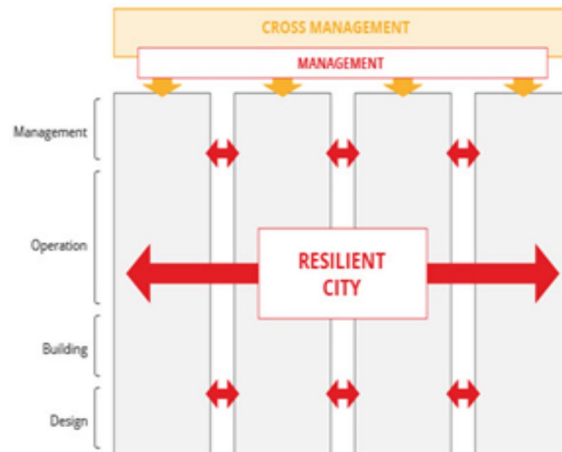 CROSS MANAGEMENT
MANAGEMENT
Management
Operation
RESILIENT
CITY
Building
Design